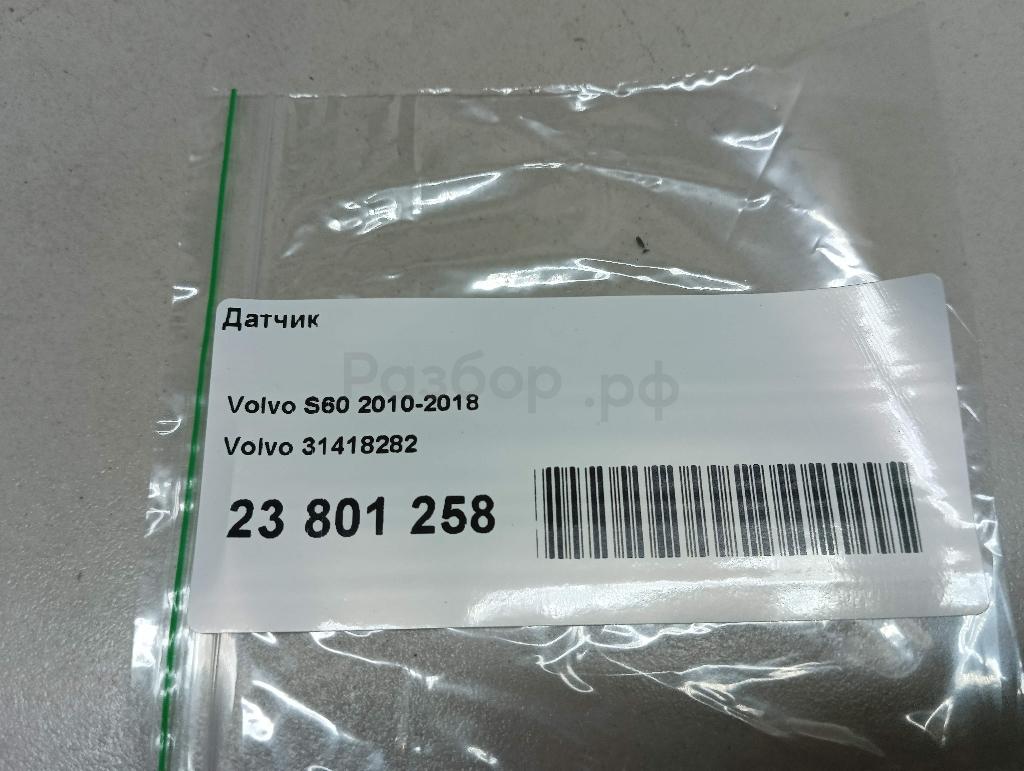 Датчик
Разбор.рф
Volvo S60 2010-2018
Volvo 31418282
23 801 258